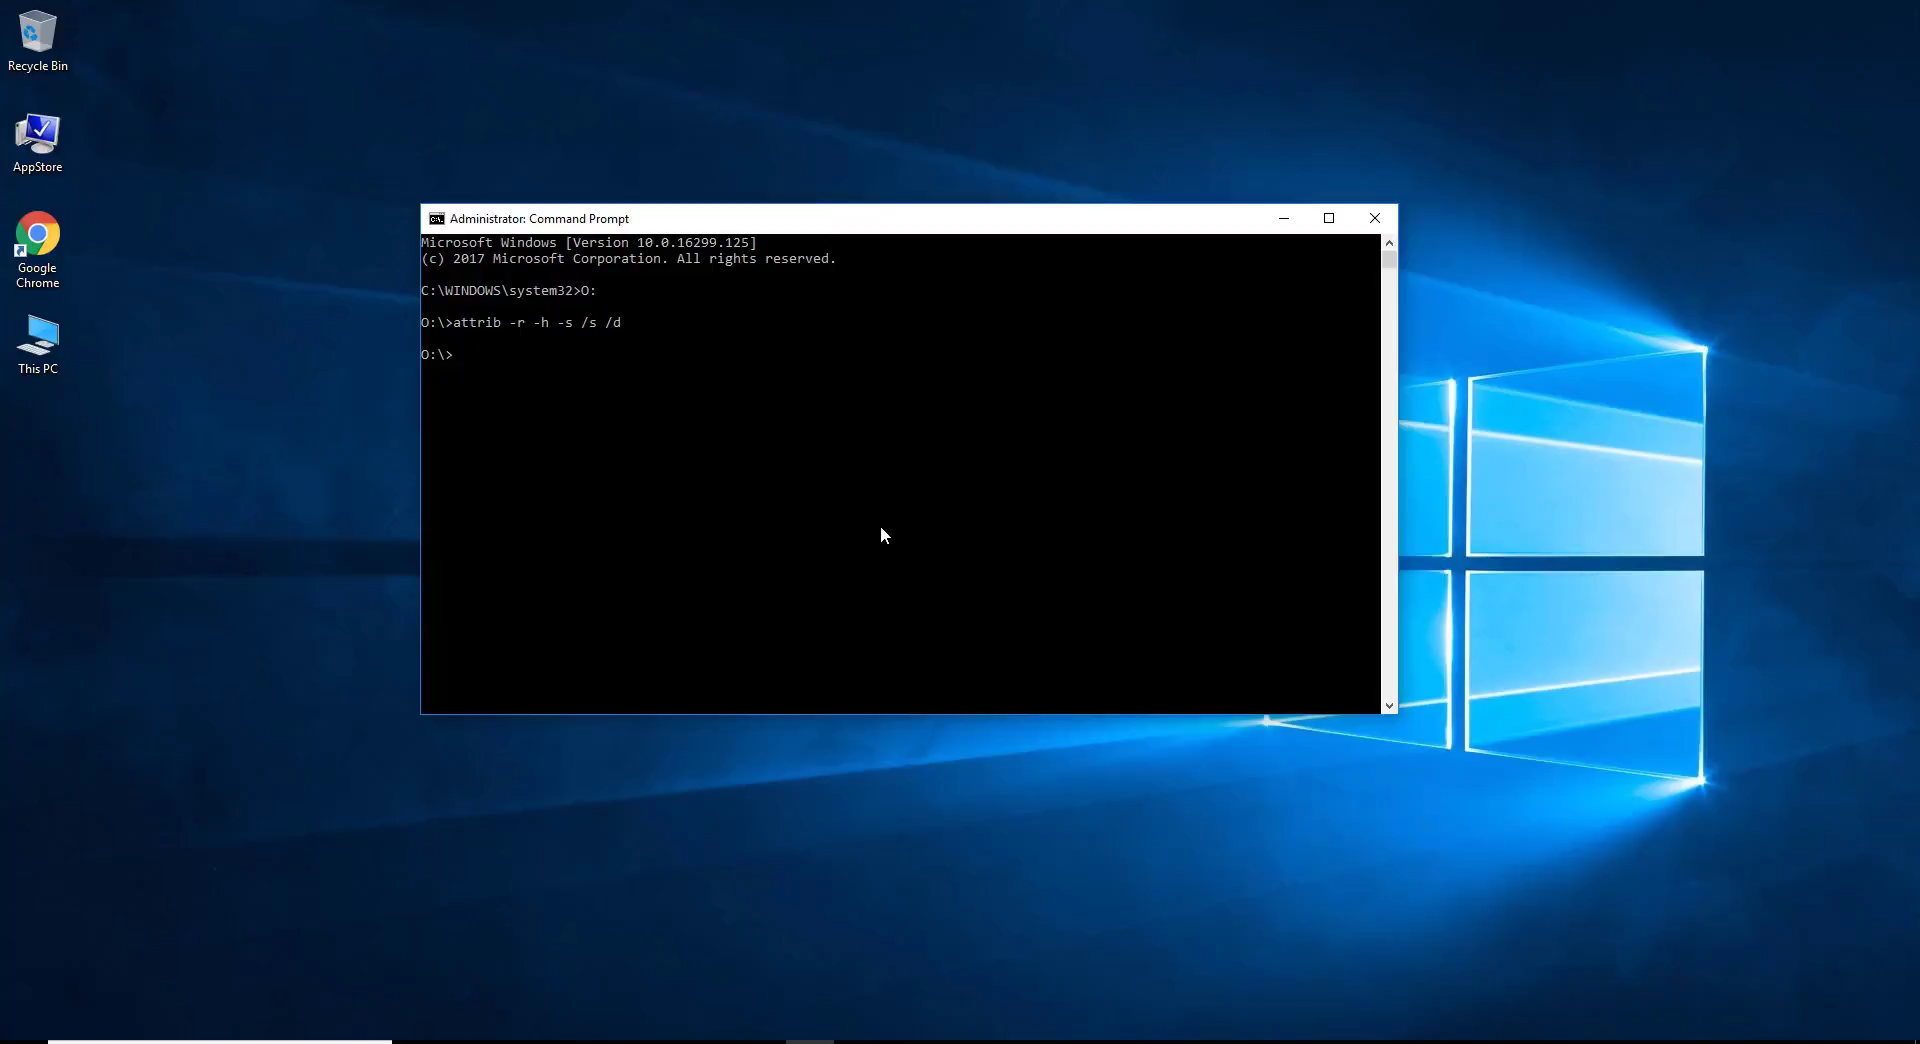 Recycle Bin
AppStore
Google
Chrome
This PC
Administrator: Command Prompt
Microsoft Windows [Version 10.0.16299.125]
(c) 2017 Microsoft Corporation. All rights reserved.
C:\WINDOWS\system32>O:
O:\>attrib -r -h -s /s /d
O:\>